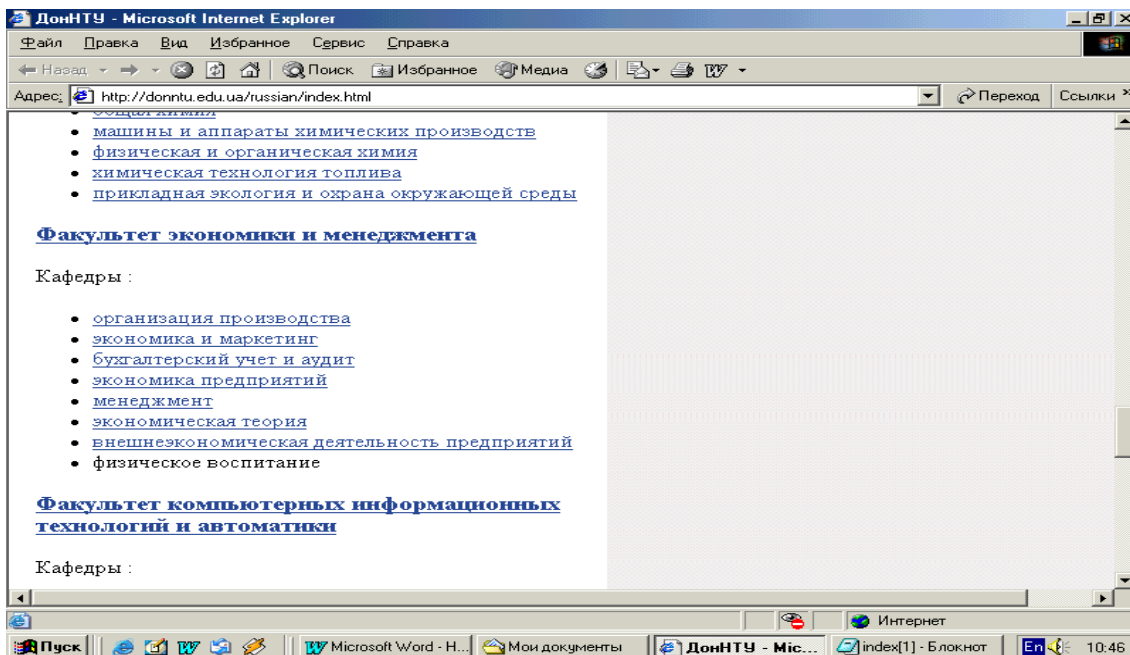 ДонНТУ - Microsoft Internet Explorer
Файл Правка Вид Избранное Сервис Справка
Назад Поиск Избранное Медиа
Адрес: http://donntu.edu.ua/russian/index.html Переход Ссылки »
общая химия
машины и аппараты химических производств
физическая и органическая химия
химическая технология топлива
прикладная экология и охрана окружающей среды
Факультет экономики и менеджмента
Кафедры :
организация производства
экономика и маркетинг
бухгалтерский учет и аудит
экономика предприятий
менеджмент
экономическая теория
внешнеэкономическая деятельность предприятий
физическое воспитание
Факультет компьютерных информационных
технологий и автоматики
Кафедры :
Интернет
Пуск Microsoft Word - Н... Мои документы ДонНТУ - Mic... index[1] - Блокнот En 10:46